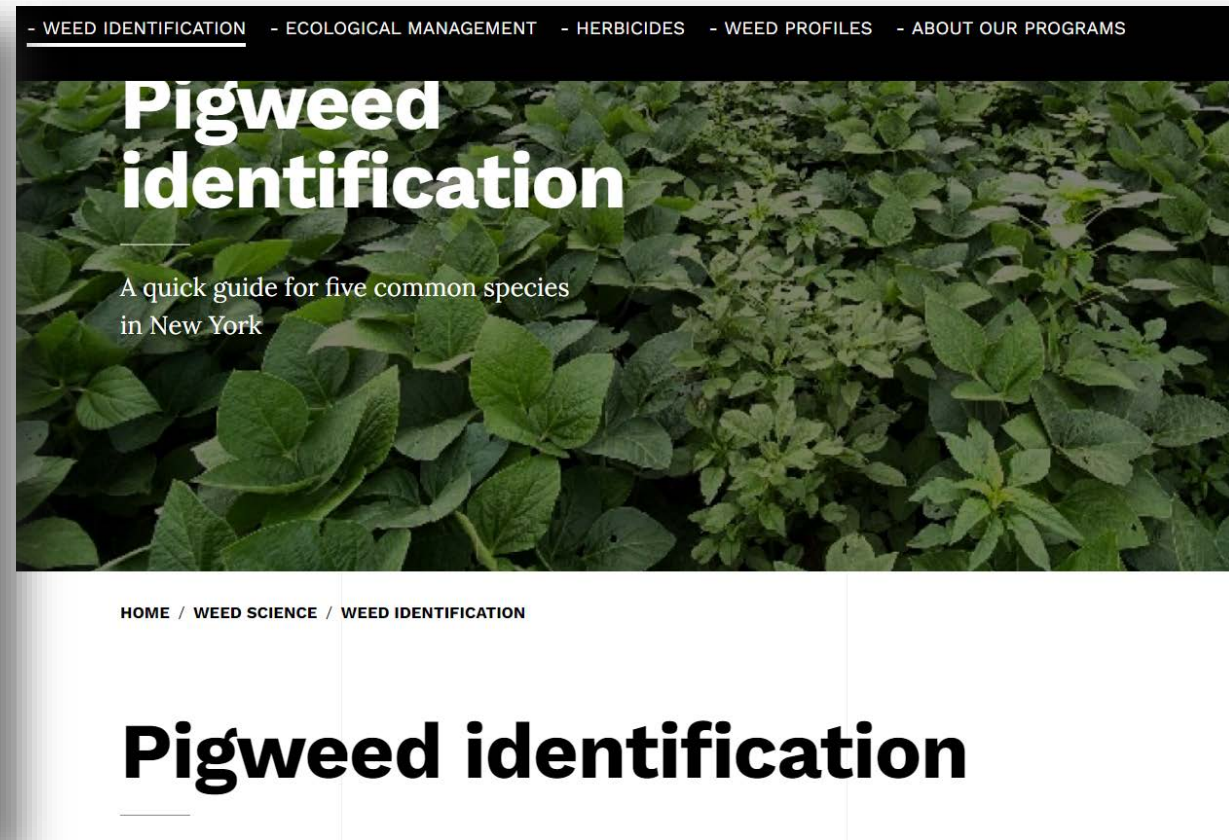 - WEED IDENTIFICATION - ECOLOGICAL MANAGEMENT - HERBICIDES - WEED PROFILES - ABOUT OUR PROGRAMS
Pigweed
identification
A quick guide for five common species
in New York
HOME / WEED SCIENCE / WEED IDENTIFICATION
Pigweed identification